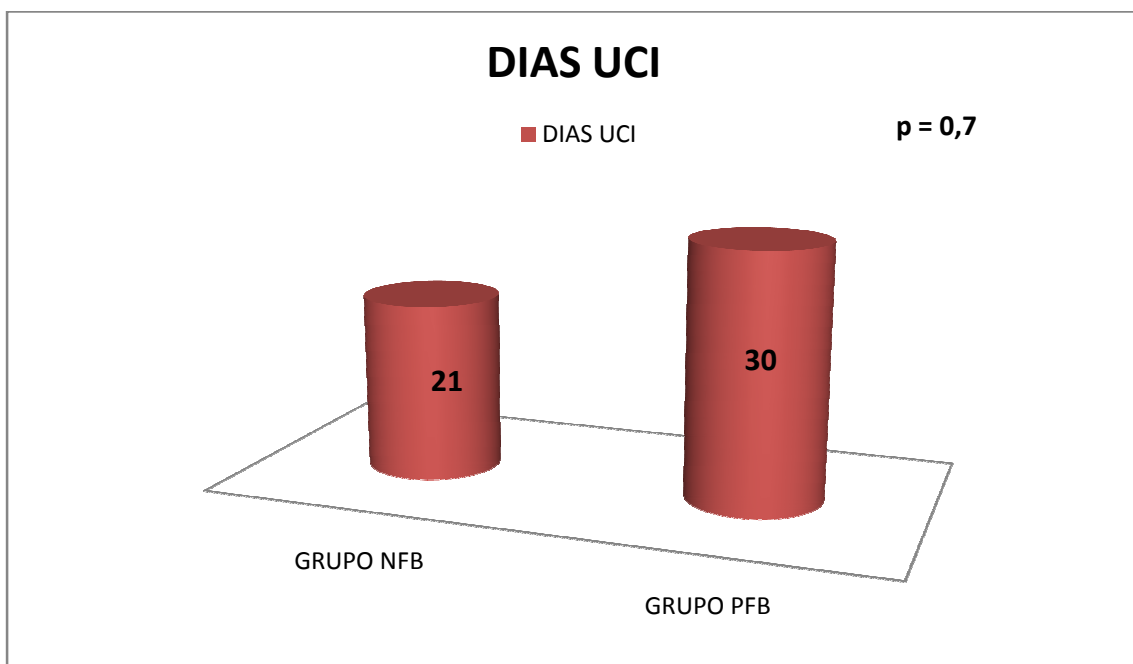 DIAS UCI
DIAS UCI
p = 0,7
21
30
GRUPO NFB
GRUPO PFB